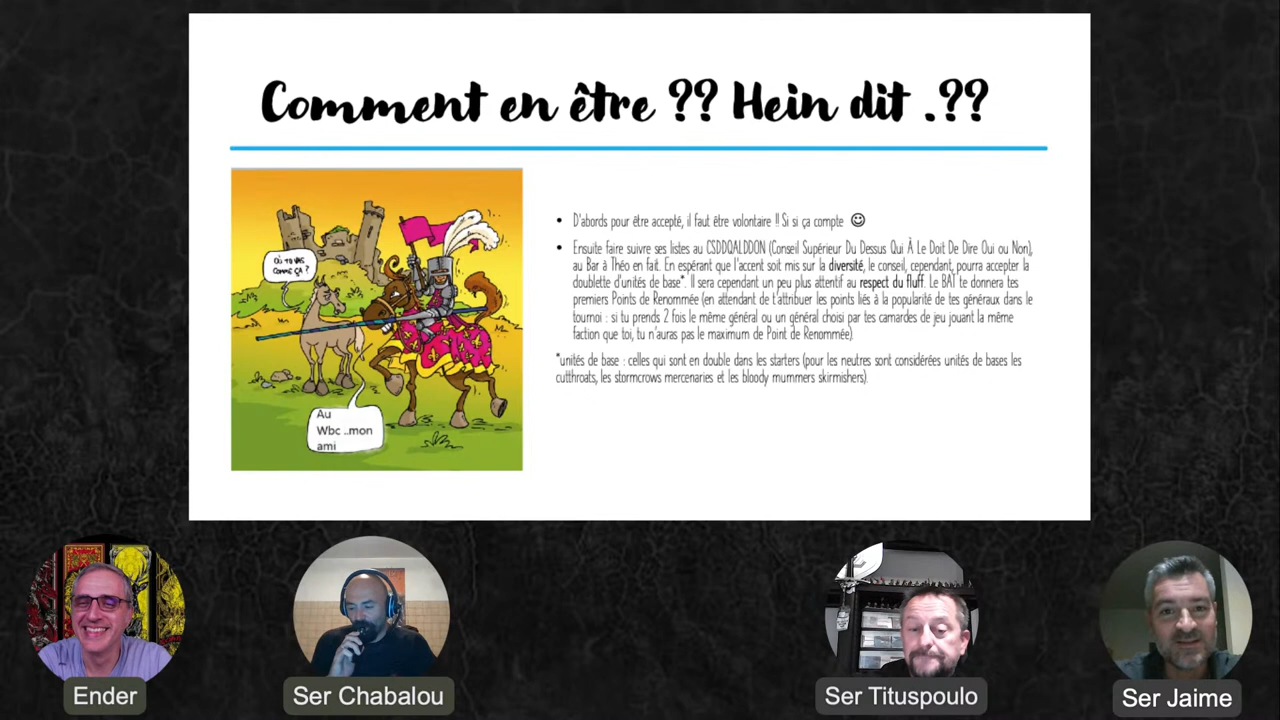 Comment en être ?? Hein dit .??
OÙ TU VAS
COMME ÇA ?
Au
Wbc ..mon
ami
• D'abords pour être accepté, il faut être volontaire !! Si si ça compte ☺
• Ensuite faire suivre ses listes au CSDDQALDDON (Conseil Supérieur Du Dessus Qui À Le Doit De Dire Oui ou Non),
au Bar à Théo en fait. En espérant que l'accent soit mis sur la diversité, le conseil, cependant, pourra accepter la
doublette d'unités de base*. Il sera cependant un peu plus attentif au respect du fluff. Le BAT te donnera tes
premiers Points de Renommée (en attendant de t'attribuer les points liés à la popularité de tes généraux dans le
tournoi : si tu prends 2 fois le même général ou un général choisi par tes camardes de jeu jouant la même
faction que toi, tu n'auras pas le maximum de Point de Renommée).
*unités de base : celles qui sont en double dans les starters (pour les neutres sont considérées unités de bases les
cutthroats, les stormcrows mercenaries et les bloody mummers skirmishers).
Ender
Ser Chabalou
Ser Tituspoulo
Ser Jaime